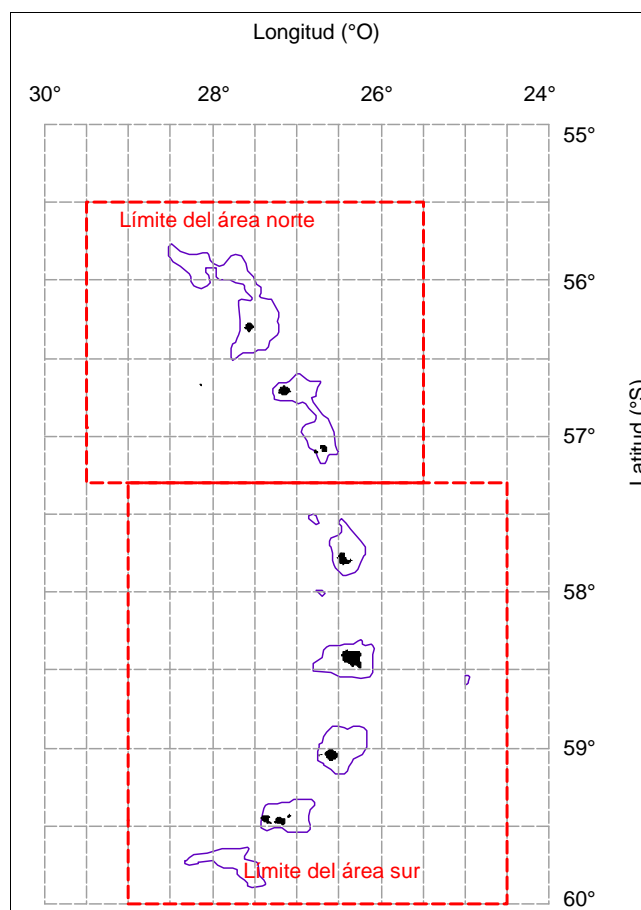 Longitud (°O)
30° 28° 26° 24°
55°
Límite del área norte
56°
Latitud (°S)
57°
58°
59°
Límite del área sur
60°